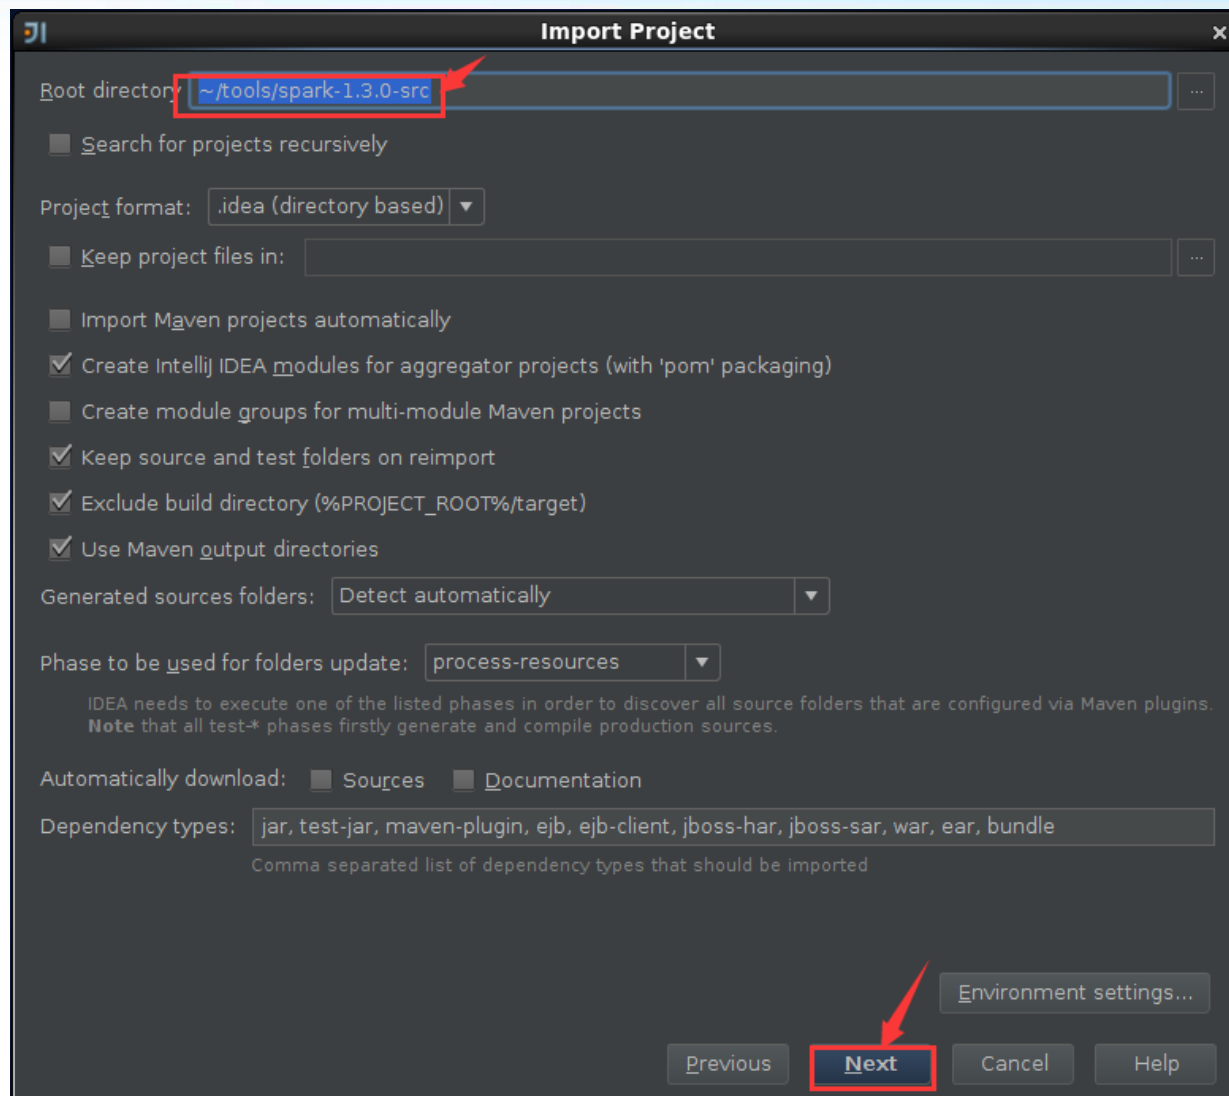 Import Project
Root directory ~/tools/spark-1.3.0-src ...
Search for projects recursively
Project format: .idea (directory based)
Keep project files in: ...
Import Maven projects automatically
Create IntelliJ IDEA modules for aggregator projects (with 'pom' packaging)
Create module groups for multi-module Maven projects
Keep source and test folders on reimport
Exclude build directory (%PROJECT_ROOT%/target)
Use Maven output directories
Generated sources folders: Detect automatically
Phase to be used for folders update: process-resources
IDEA needs to execute one of the listed phases in order to discover all source folders that are configured via Maven plugins.
Note that all test-* phases firstly generate and compile production sources.
Automatically download: Sources Documentation
Dependency types: jar, test-jar, maven-plugin, ejb, ejb-client, jboss-har, jboss-sar, war, ear, bundle
Comma separated list of dependency types that should be imported
Environment settings...
Previous Next Cancel Help